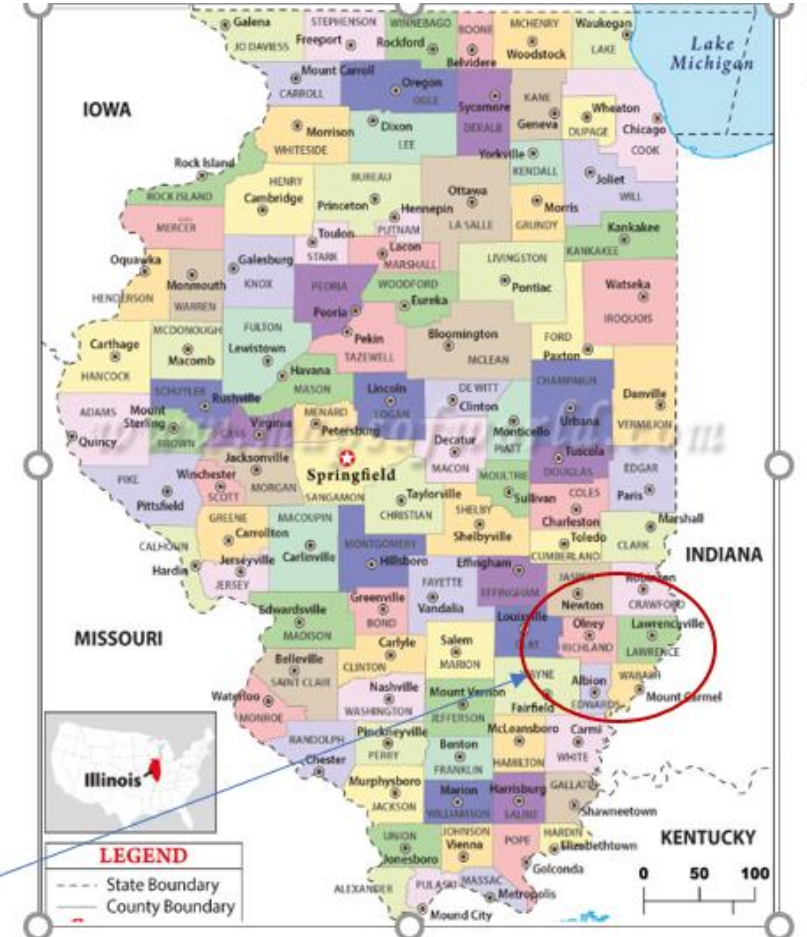 Galena
STEPHENSON
WINNEBAGO
BOONE
MCHENRY
Waukegan
JO DAVIESS
Freeport
Rockford
Belvidere
Woodstock
LAKE
Lake
Michigan
Mount Carroll
CARROLL
Oregon
OGLE
Sycamore
DEKALB
KANE
Geneva
Wheaton
DUPAGE
Chicago
COOK
IOWA
Morrison
WHITESIDE
Dixon
LEE
Yorkville
KENDALL
Joliet
WILL
Rock Island
ROCK ISLAND
HENRY
Cambridge
BUREAU
Princeton
Hennepin
PUTNAM
Ottawa
LA SALLE
Morris
GRUNDY
Kankakee
KANKAKEE
MERCER
Toulon
STARK
Lacon
MARSHALL
Oquawka
HENDERSON
Monmouth
WARREN
Galesburg
KNOX
PEORIA
Peoria
WOODFORD
Eureka
LIVINGSTON
Pontiac
Watseka
IROQUOIS
Carthage
HANCOCK
MCDONOUGH
Macomb
FULTON
Lewistown
Pekin
TAZEWELL
Bloomington
MCLEAN
FORD
Paxton
Havana
MASON
SCHUYLER
Rushville
Lincoln
LOGAN
DE WITT
Clinton
CHAMPAIGN
Urbana
Danville
VERMILION
ADAMS
Quincy
Mount
Sterling
BROWN
Virginia
CASS
MENARD
Petersburg
Decatur
MACON
Monticello
PIATT
Tuscola
DOUGLAS
PIKE
Pittsfield
Winchester
SCOTT
Jacksonville
MORGAN
Springfield
SANGAMON
Taylorville
CHRISTIAN
MOULTRIE
Sullivan
COLES
Charleston
EDGAR
Paris
GREENE
Carrollton
MACOUPIN
Carlinville
MONTGOMERY
Hillsboro
SHELBY
Shelbyville
Toledo
CUMBERLAND
Marshall
CLARK
INDIANA
CALHOUN
Hardin
Jerseyville
JERSEY
FAYETTE
Vandalia
Effingham
EFFINGHAM
JASPER
Newton
Robinson
CRAWFORD
MISSOURI
Edwardsville
MADISON
Greenville
BOND
Louisville
CLAY
Olney
RICHLAND
Lawrenceville
LAWRENCE
Belleville
SAINT CLAIR
Carlyle
CLINTON
Salem
MARION
WAYNE
Fairfield
Albion
EDWARDS
WABASH
Mount Carmel
Waterloo
MONROE
Nashville
WASHINGTON
Mount Vernon
JEFFERSON
RANDOLPH
Chester
Pinckneyville
PERRY
Benton
FRANKLIN
McLeansboro
HAMILTON
Carmi
WHITE
Illinois
Murphysboro
JACKSON
Marion
WILLIAMSON
Harrisburg
SALINE
GALLATIN
Shawneetown
LEGEND
State Boundary
County Boundary
UNION
Jonesboro
JOHNSON
Vienna
POPE
Golconda
HARDIN
Elizabethtown
KENTUCKY
ALEXANDER
PULASKI
Mound City
MASSAC
Metropolis
0 50 100